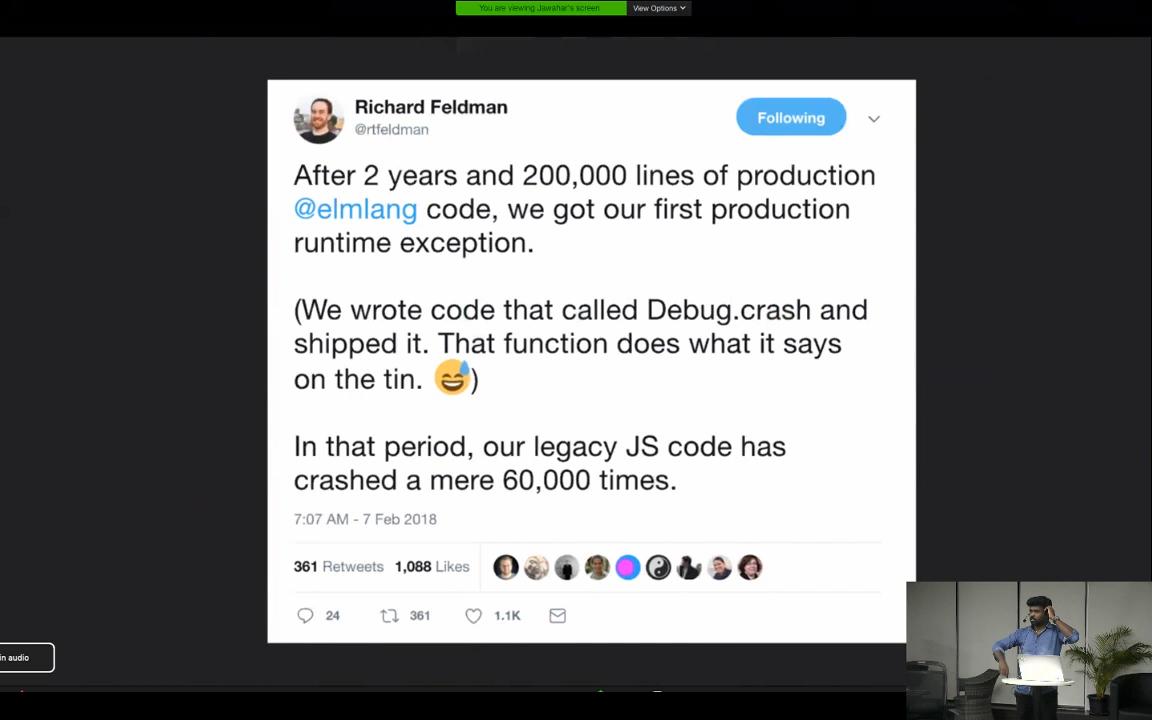 You are viewing Jawahar's screen
View Options
Richard Feldman
Following
@rtfeldman
After 2 years and 200,000 lines of production
@elmlang code, we got our first production
runtime exception.
(We wrote code that called Debug.crash and
shipped it. That function does what it says
on the tin. 😅)
In that period, our legacy JS code has
crashed a mere 60,000 times.
7:07 AM - 7 Feb 2018
361 Retweets 1,088 Likes
24 361 1.1K
in audio